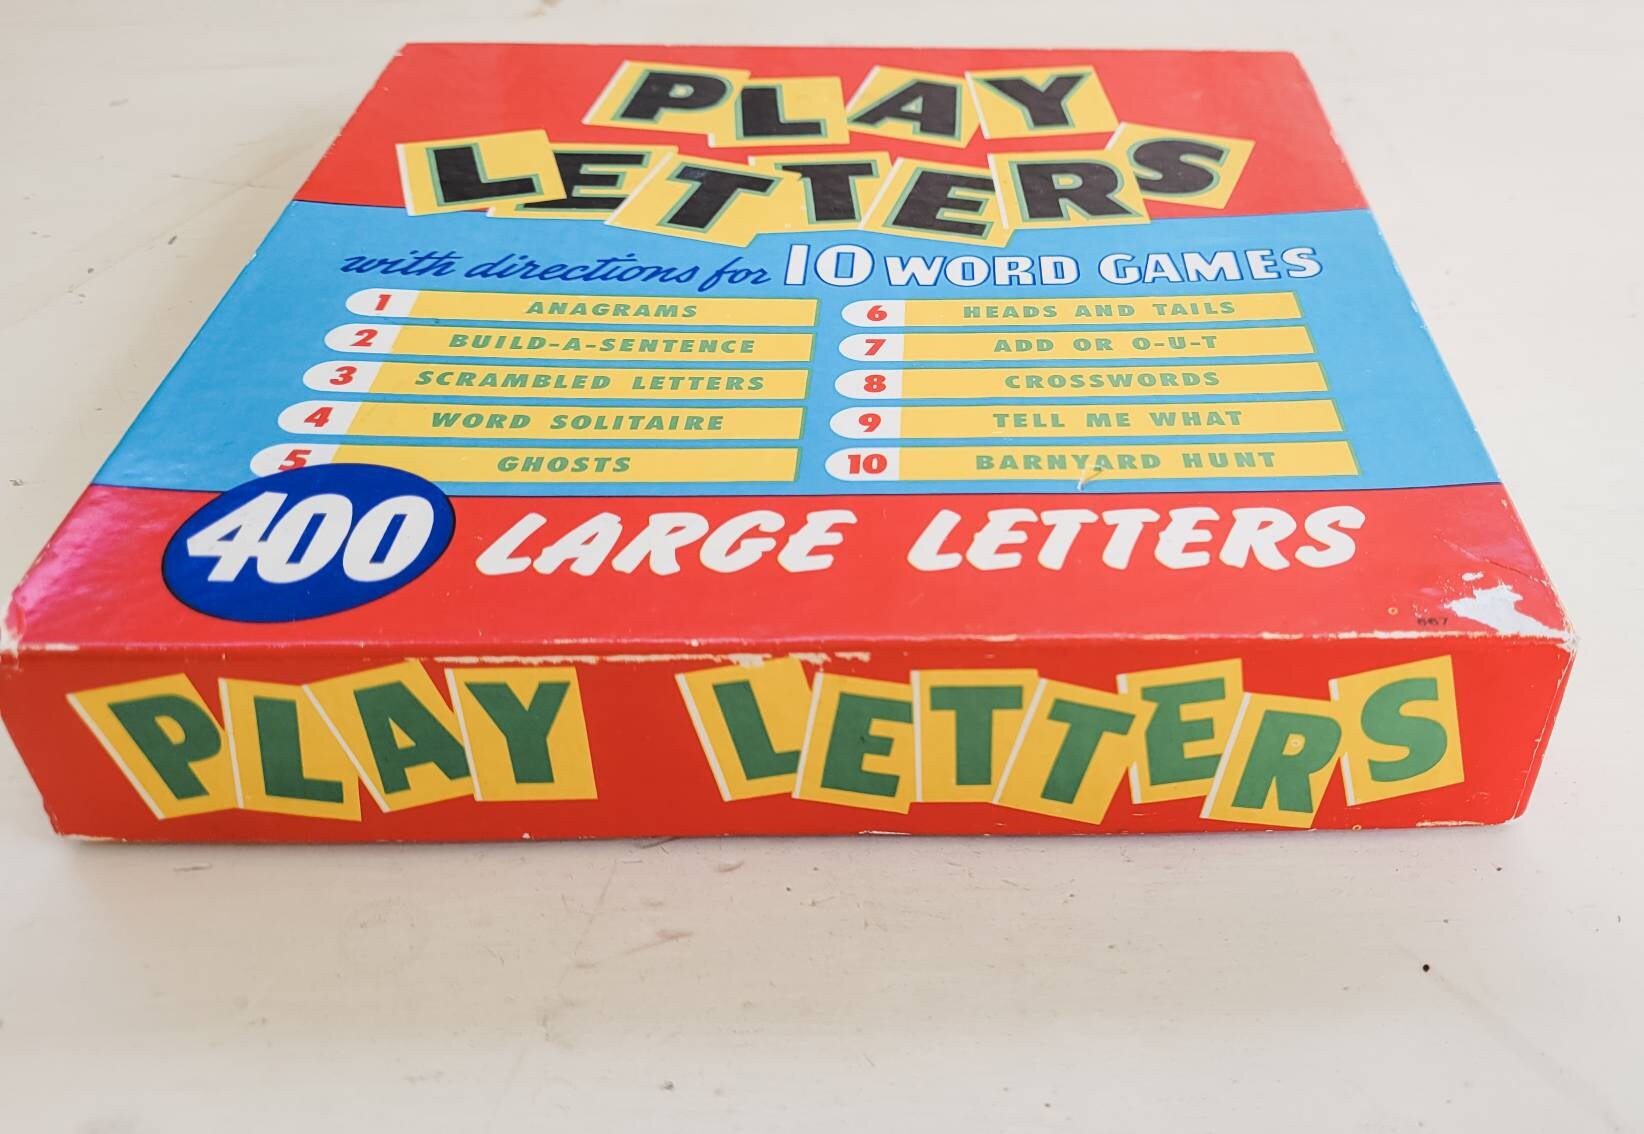 PLAY
LETTERS
with directions for 10 WORD GAMES
1 ANAGRAMS
2 BUILD-A-SENTENCE
3 SCRAMBLED LETTERS
4 WORD SOLITAIRE
5 GHOSTS
6 HEADS AND TAILS
7 ADD OR O-U-T
8 CROSSWORDS
9 TELL ME WHAT
10 BARNYARD HUNT
400 LARGE LETTERS
PLAY LETTERS